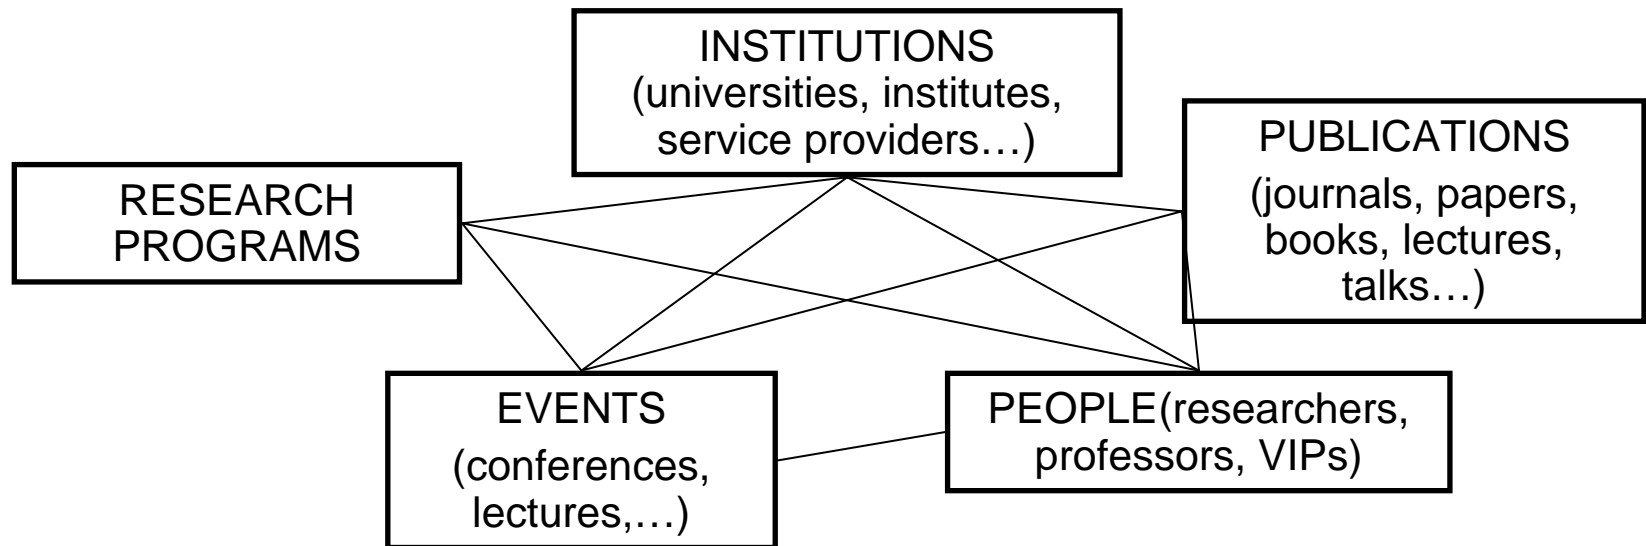 INSTITUTIONS
(universities, institutes,
service providers…)
PUBLICATIONS
(journals, papers,
books, lectures,
talks…)
RESEARCH
PROGRAMS
EVENTS
(conferences,
lectures,…)
PEOPLE(researchers,
professors, VIPs)